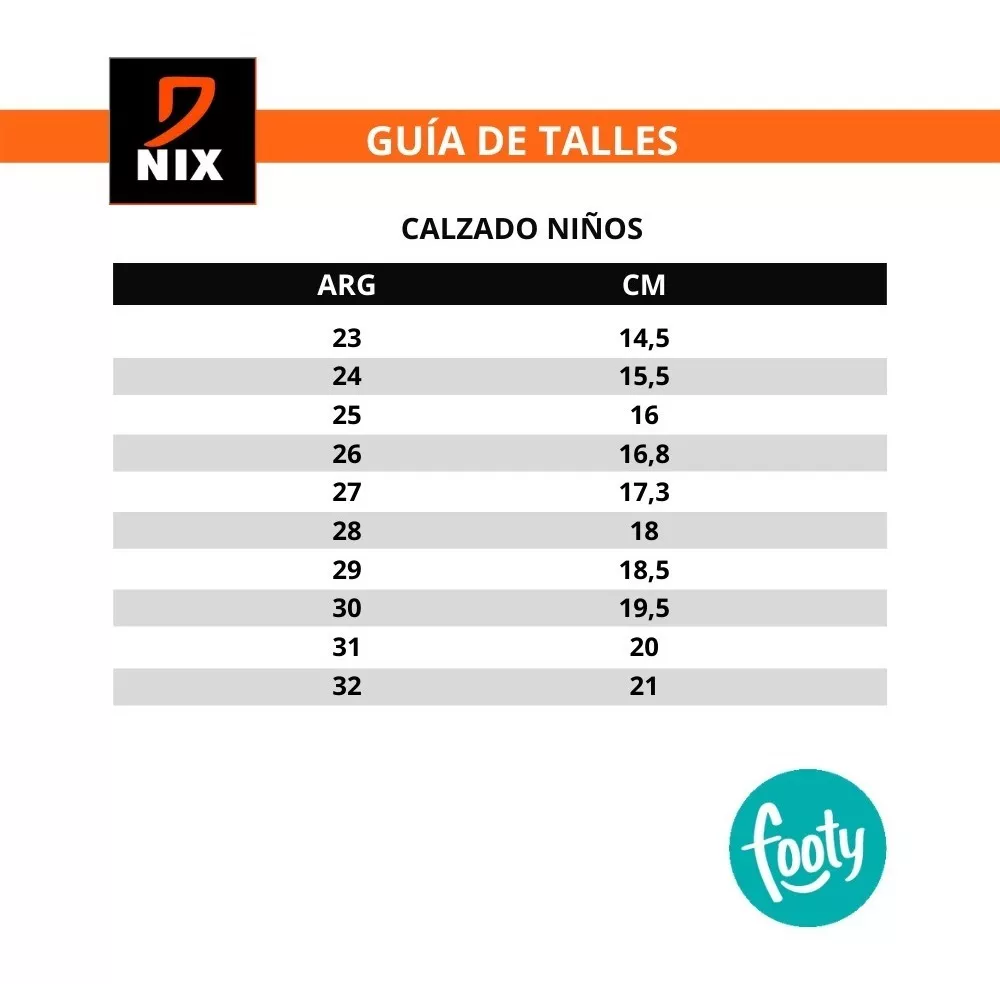 NIX
GUÍA DE TALLES
CALZADO NIÑOS
ARG CM
23 14,5
24 15,5
25 16
26 16,8
27 17,3
28 18
29 18,5
30 19,5
31 20
32 21
footy